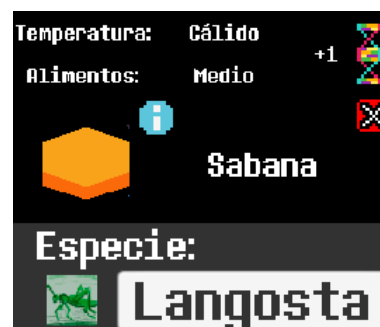 Temperatura: Cálido
+1
Alimentos: Medio
i
Sabana
Especie:
Langosta